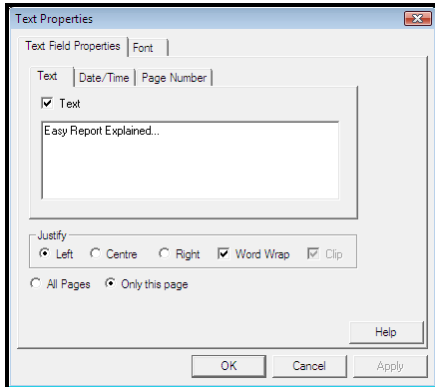 Text Properties
Text Field Properties Font
Text Date/Time Page Number
Text
Easy Report Explained...
Justify
Left Centre Right Word Wrap Clip
All Pages Only this page
Help
OK Cancel Apply